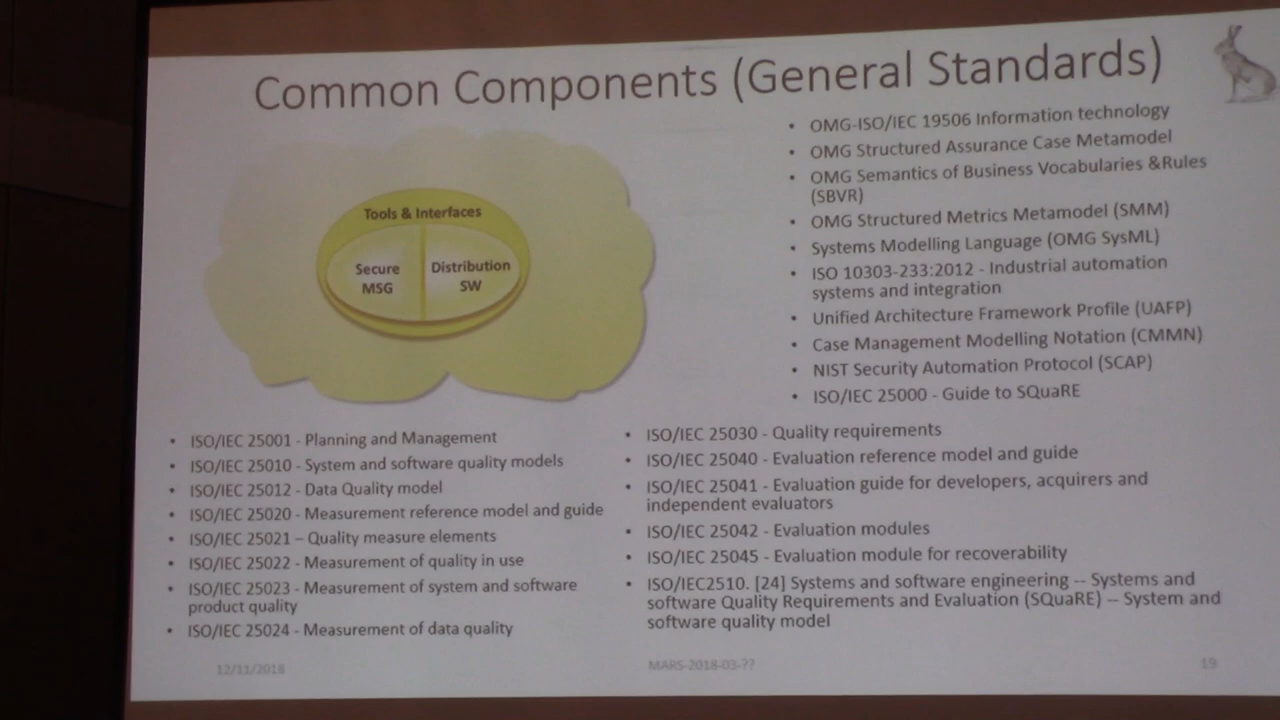 Common Components (General Standards)
Tools & Interfaces
Secure
MSG
Distribution
SW
• OMG-ISO/IEC 19506 Information technology
• OMG Structured Assurance Case Metamodel
• OMG Semantics of Business Vocabularies &Rules
(SBVR)
• OMG Structured Metrics Metamodel (SMM)
• Systems Modelling Language (OMG SysML)
• ISO 10303-233:2012 - Industrial automation
systems and integration
• Unified Architecture Framework Profile (UAFP)
• Case Management Modelling Notation (CMMN)
• NIST Security Automation Protocol (SCAP)
• ISO/IEC 25000 - Guide to SQuaRE
• ISO/IEC 25001 - Planning and Management
• ISO/IEC 25010 - System and software quality models
• ISO/IEC 25012 - Data Quality model
• ISO/IEC 25020 - Measurement reference model and guide
• ISO/IEC 25021 – Quality measure elements
• ISO/IEC 25022 - Measurement of quality in use
• ISO/IEC 25023 - Measurement of system and software
product quality
• ISO/IEC 25024 - Measurement of data quality
• ISO/IEC 25030 - Quality requirements
• ISO/IEC 25040 - Evaluation reference model and guide
• ISO/IEC 25041 - Evaluation guide for developers, acquirers and
independent evaluators
• ISO/IEC 25042 - Evaluation modules
• ISO/IEC 25045 - Evaluation module for recoverability
• ISO/IEC2510. [24] Systems and software engineering -- Systems and
software Quality Requirements and Evaluation (SQuaRE) -- System and
software quality model
12/11/2018
MARS-2018-03-??
19